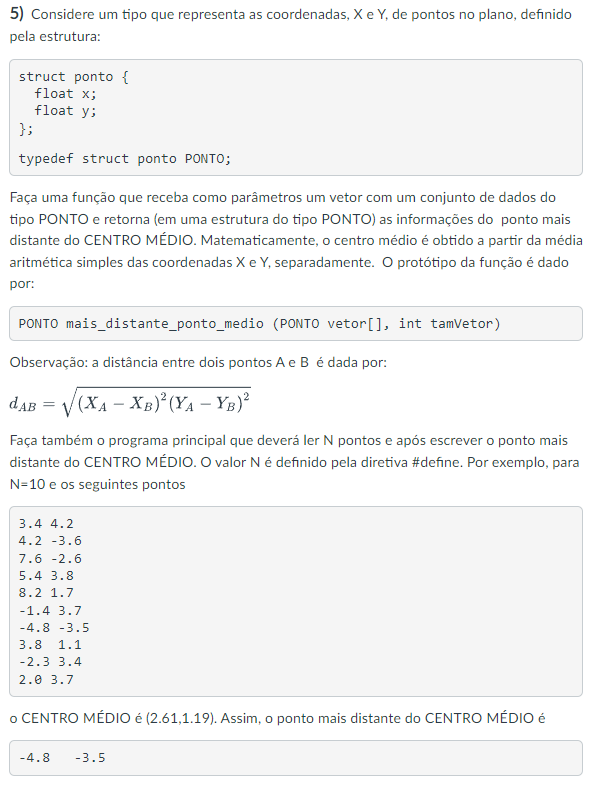 5) Considere um tipo que representa as coordenadas, X e Y, de pontos no plano, definido
pela estrutura:
struct ponto {
float x;
float y;
};
typedef struct ponto PONTO;
Faça uma função que receba como parâmetros um vetor com um conjunto de dados do
tipo PONTO e retorna (em uma estrutura do tipo PONTO) as informações do ponto mais
distante do CENTRO MÉDIO. Matematicamente, o centro médio é obtido a partir da média
aritmética simples das coordenadas X e Y, separadamente. O protótipo da função é dado
por:
PONTO mais_distante_ponto_medio (PONTO vetor[], int tamVetor)
Observação: a distância entre dois pontos A e B é dada por:
d_{AB} = √((X_A − X_B)²(Y_A − Y_B)²)
Faça também o programa principal que deverá ler N pontos e após escrever o ponto mais
distante do CENTRO MÉDIO. O valor N é definido pela diretiva #define. Por exemplo, para
N=10 e os seguintes pontos
3.4 4.2
4.2 -3.6
7.6 -2.6
5.4 3.8
8.2 1.7
-1.4 3.7
-4.8 -3.5
3.8 1.1
-2.3 3.4
2.0 3.7
o CENTRO MÉDIO é (2.61,1.19). Assim, o ponto mais distante do CENTRO MÉDIO é
-4.8 -3.5